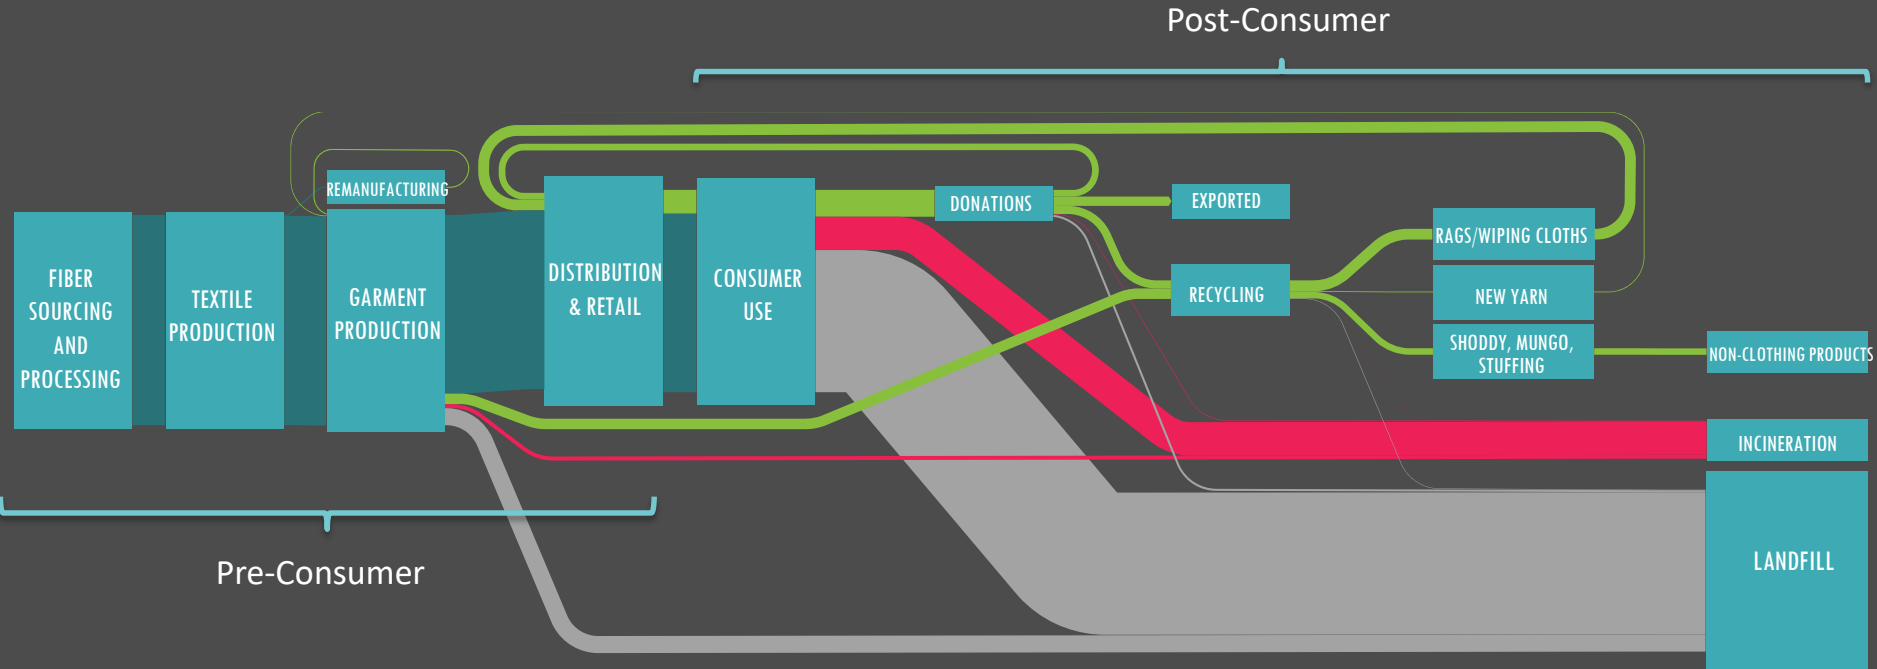 Post-Consumer
REMANUFACTURING
FIBER
SOURCING
AND
PROCESSING
TEXTILE
PRODUCTION
GARMENT
PRODUCTION
DISTRIBUTION
& RETAIL
CONSUMER
USE
DONATIONS
EXPORTED
RECYCLING
RAGS/WIPING CLOTHS
NEW YARN
SHODDY, MUNGO,
STUFFING
NON-CLOTHING PRODUCTS
INCINERATION
LANDFILL
Pre-Consumer